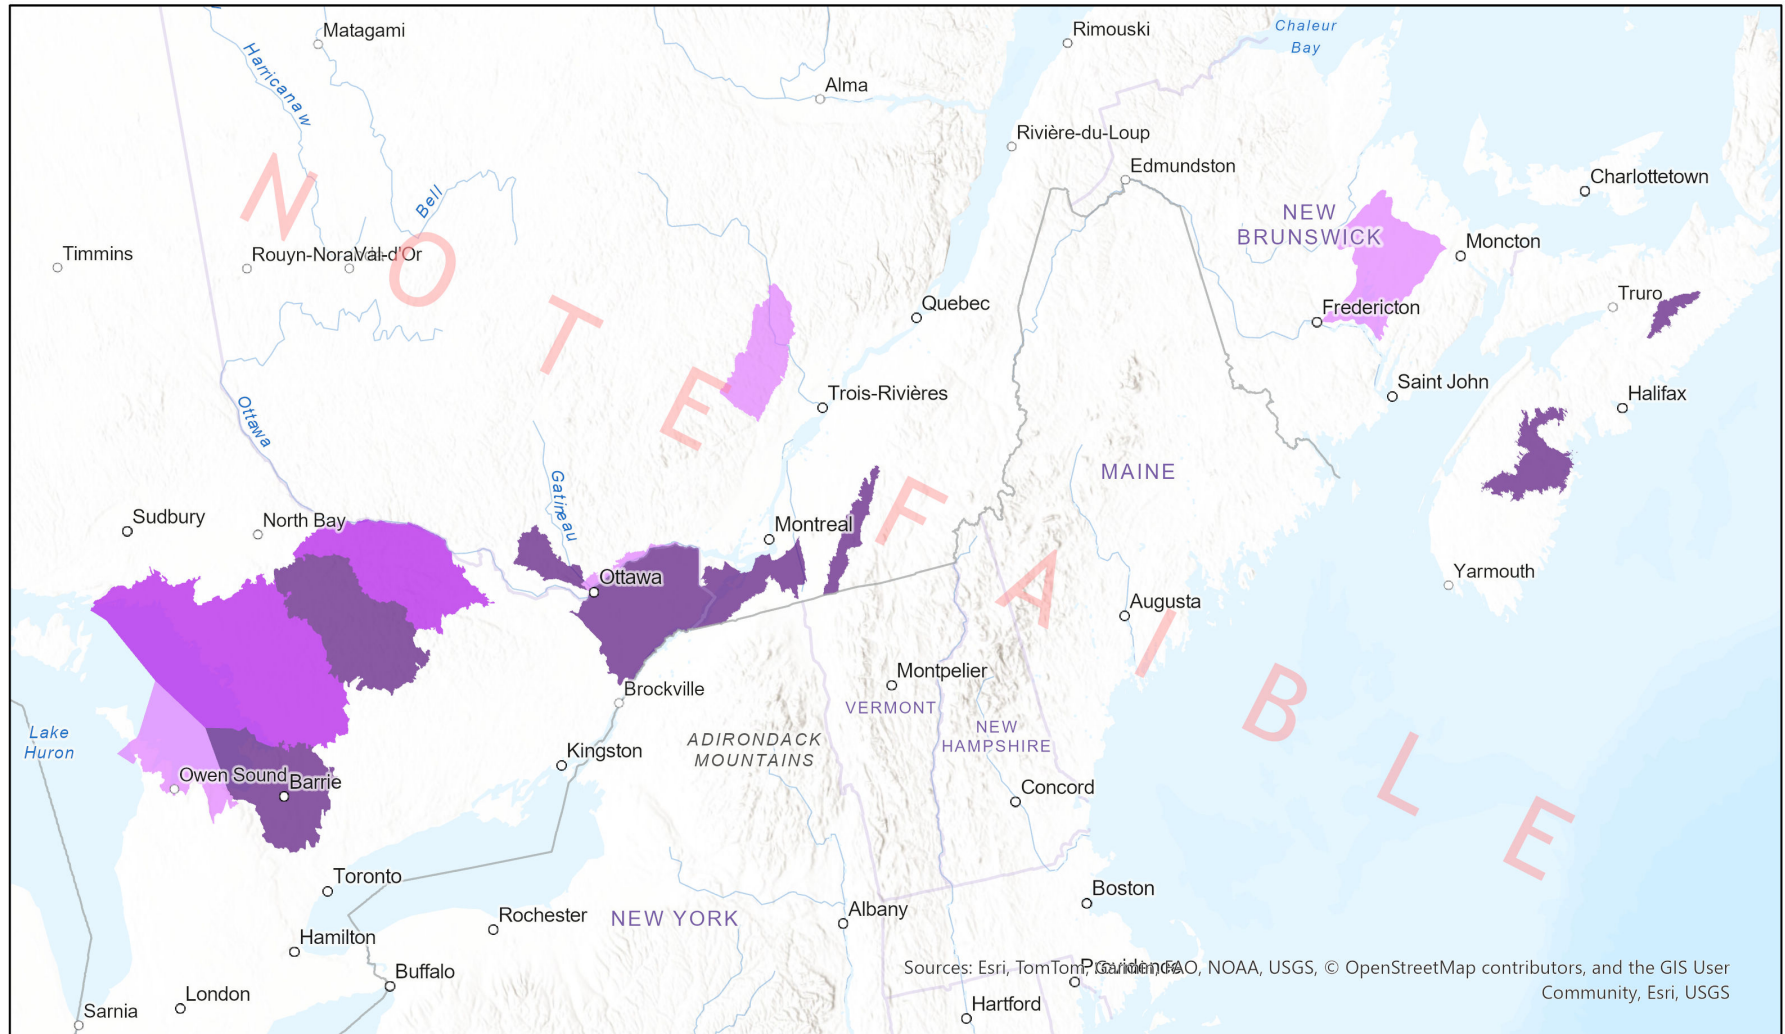 Matagami
Rimouski
Chaleur
Bay
Harricanaw
Alma
Rivière-du-Loup
Edmundston
Charlottetown
Bell
NEW
BRUNSWICK
Moncton
Timmins
Rouyn-Nora
Val-d'Or
Truro
Quebec
Fredericton
Ottawa
Trois-Rivières
Saint John
Halifax
MAINE
Gatineau
Sudbury
North Bay
Montreal
Ottawa
Yarmouth
Augusta
Montpelier
Brockville
VERMONT
Lake
Huron
ADIRONDACK
MOUNTAINS
NEW
HAMPSHIRE
Kingston
Owen Sound
Barrie
Concord
Toronto
Boston
Rochester
NEW YORK
Albany
Hamilton
Buffalo
Providence
Sources: Esri, TomTom, Garmin, FAO, NOAA, USGS, © OpenStreetMap contributors, and the GIS User
Community, Esri, USGS
London
Hartford
Sarnia
NOTE FAIBLE